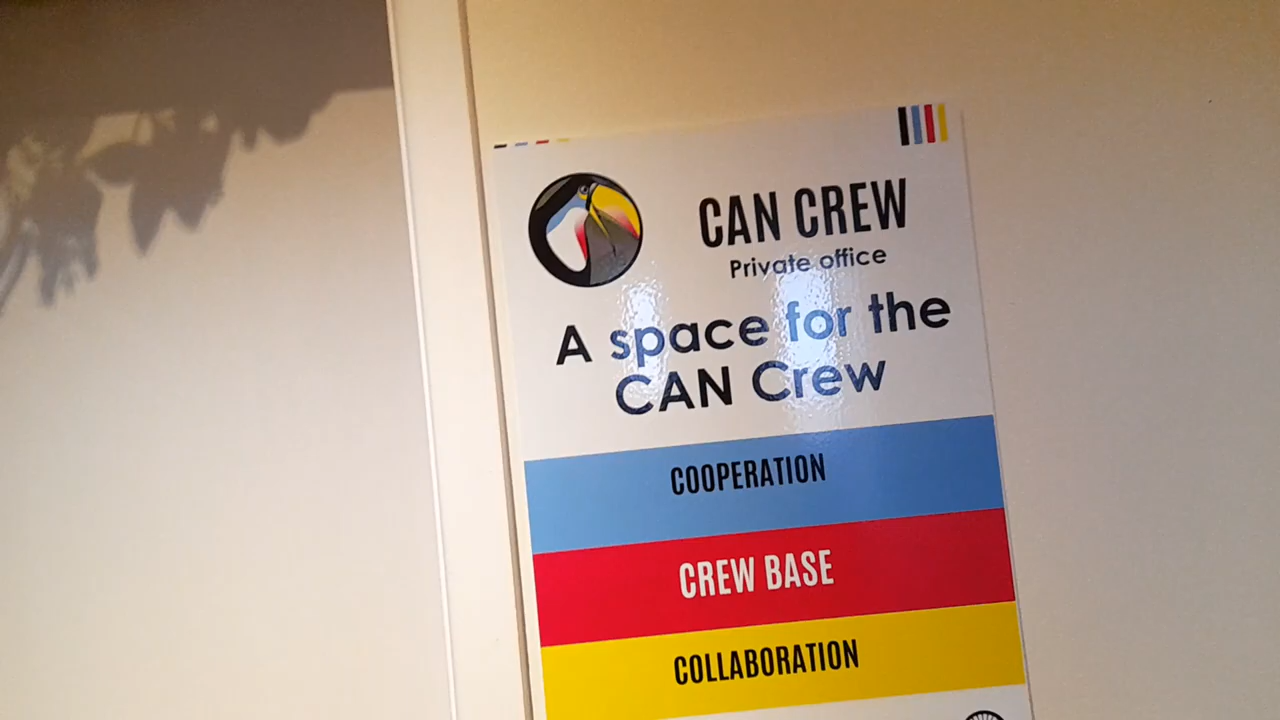 CAN CREW
Private office
A space for the
CAN Crew
COOPERATION
CREW BASE
COLLABORATION